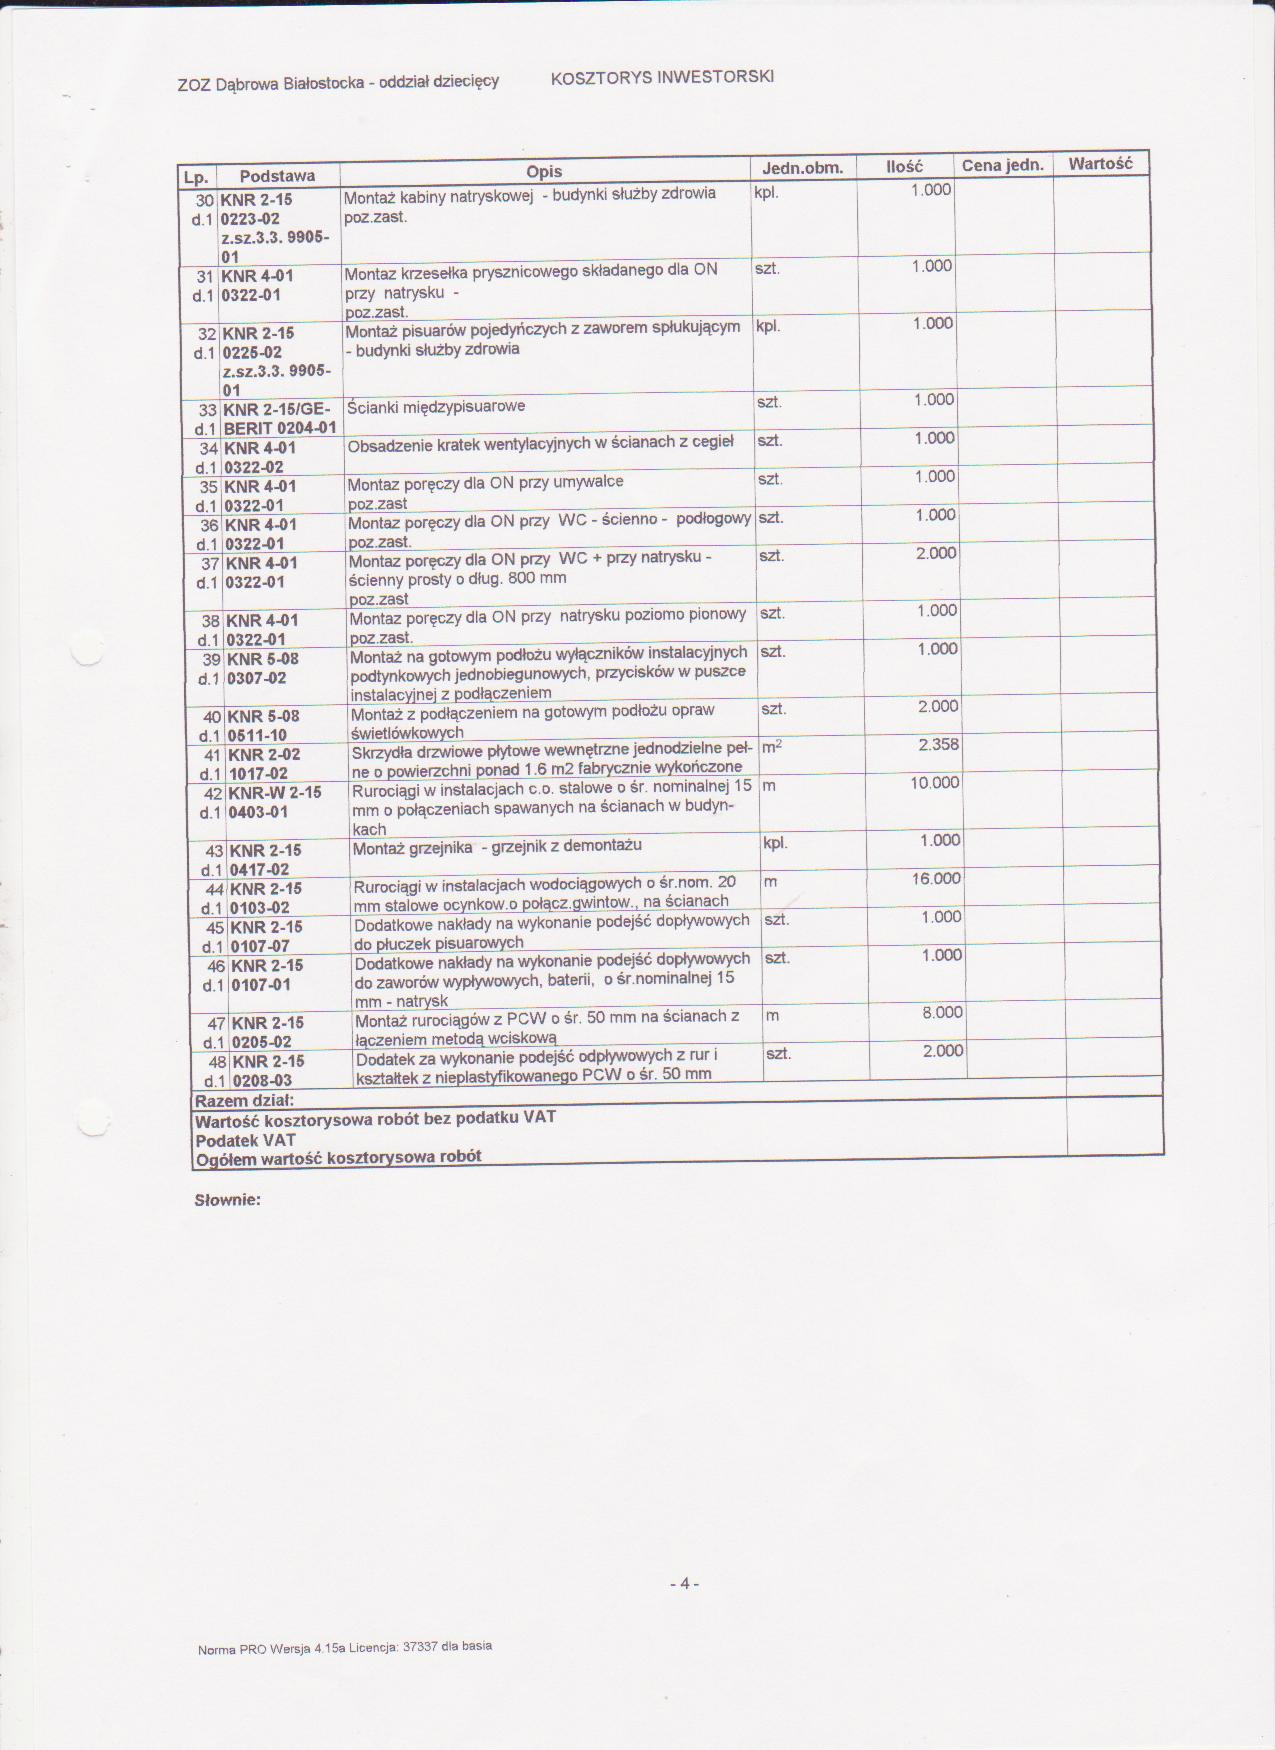 ZOZ Dąbrowa Białostocka - oddział dziecięcy KOSZTORYS INWESTORSKI
Lp. Podstawa Opis Jedn.obm. Ilość Cena jedn. Wartość
30 KNR 2-15 Montaż kabiny natryskowej - budynki służby zdrowia kpl. 1.000
d.1 0223-02 poz.zast.
z.sz.3.3. 9905-
01
31 KNR 4-01 Montaz krzesełka prysznicowego składanego dla ON szt. 1.000
d.1 0322-01 przy natrysku -
poz.zast.
32 KNR 2-15 Montaż pisuarów pojedyńczych z zaworem spłukującym kpl. 1.000
d.1 0225-02 - budynki służby zdrowia
z.sz.3.3. 9905-
01
33 KNR 2-15/GE- Ścianki międzypisuarowe szt. 1.000
d.1 BERIT 0204-01
34 KNR 4-01 Obsadzenie kratek wentylacyjnych w ścianach z cegieł szt. 1.000
d.1 0322-02
35 KNR 4-01 Montaz poręczy dla ON przy umywalce szt. 1.000
d.1 0322-01 poz.zast
36 KNR 4-01 Montaz poręczy dla ON przy WC - ścienno - podłogowy szt. 1.000
d.1 0322-01 poz.zast.
37 KNR 4-01 Montaz poręczy dla ON przy WC + przy natrysku - szt. 2.000
d.1 0322-01 ścienny prosty o dług. 800 mm
poz.zast
38 KNR 4-01 Montaz poręczy dla ON przy natrysku poziomo pionowy szt. 1.000
d.1 0322-01 poz.zast.
39 KNR 5-08 Montaż na gotowym podłożu wyłączników instalacyjnych szt. 1.000
d.1 0307-02 podtynkowych jednobiegunowych, przycisków w puszce
instalacyjnej z podłączeniem
40 KNR 5-08 Montaż z podłączeniem na gotowym podłożu opraw szt. 2.000
d.1 0511-10 świetlówkowych
41 KNR 2-02 Skrzydła drzwiowe płytowe wewnętrzne jednodzielne peł- m² 2.358
d.1 1017-02 ne o powierzchni ponad 1.6 m2 fabrycznie wykończone
42 KNR-W 2-15 Rurociągi w instalacjach c.o. stalowe o śr. nominalnej 15 m 10.000
d.1 0403-01 mm o połączeniach spawanych na ścianach w budyn-
kach
43 KNR 2-15 Montaż grzejnika - grzejnik z demontażu kpl. 1.000
d.1 0417-02
44 KNR 2-15 Rurociągi w instalacjach wodociągowych o śr.nom. 20 m 16.000
d.1 0103-02 mm stalowe ocynkow.o połącz.gwintow., na ścianach
45 KNR 2-15 Dodatkowe nakłady na wykonanie podejść dopływowych szt. 1.000
d.1 0107-07 do płuczek pisuarowych
46 KNR 2-15 Dodatkowe nakłady na wykonanie podejść dopływowych szt. 1.000
d.1 0107-01 do zaworów wypływowych, baterii, o śr.nominalnej 15
mm - natrysk
47 KNR 2-15 Montaż rurociągów z PCW o śr. 50 mm na ścianach z m 8.000
d.1 0205-02 łączeniem metodą wciskową
48 KNR 2-15 Dodatek za wykonanie podejść odpływowych z rur i szt. 2.000
d.1 0208-03 kształtek z nieplastyfikowanego PCW o śr. 50 mm
Razem dział:
Wartość kosztorysowa robót bez podatku VAT
Podatek VAT
Ogółem wartość kosztorysowa robót
Słownie:
- 4 -
Norma PRO Wersja 4.15a Licencja: 37337 dla basia